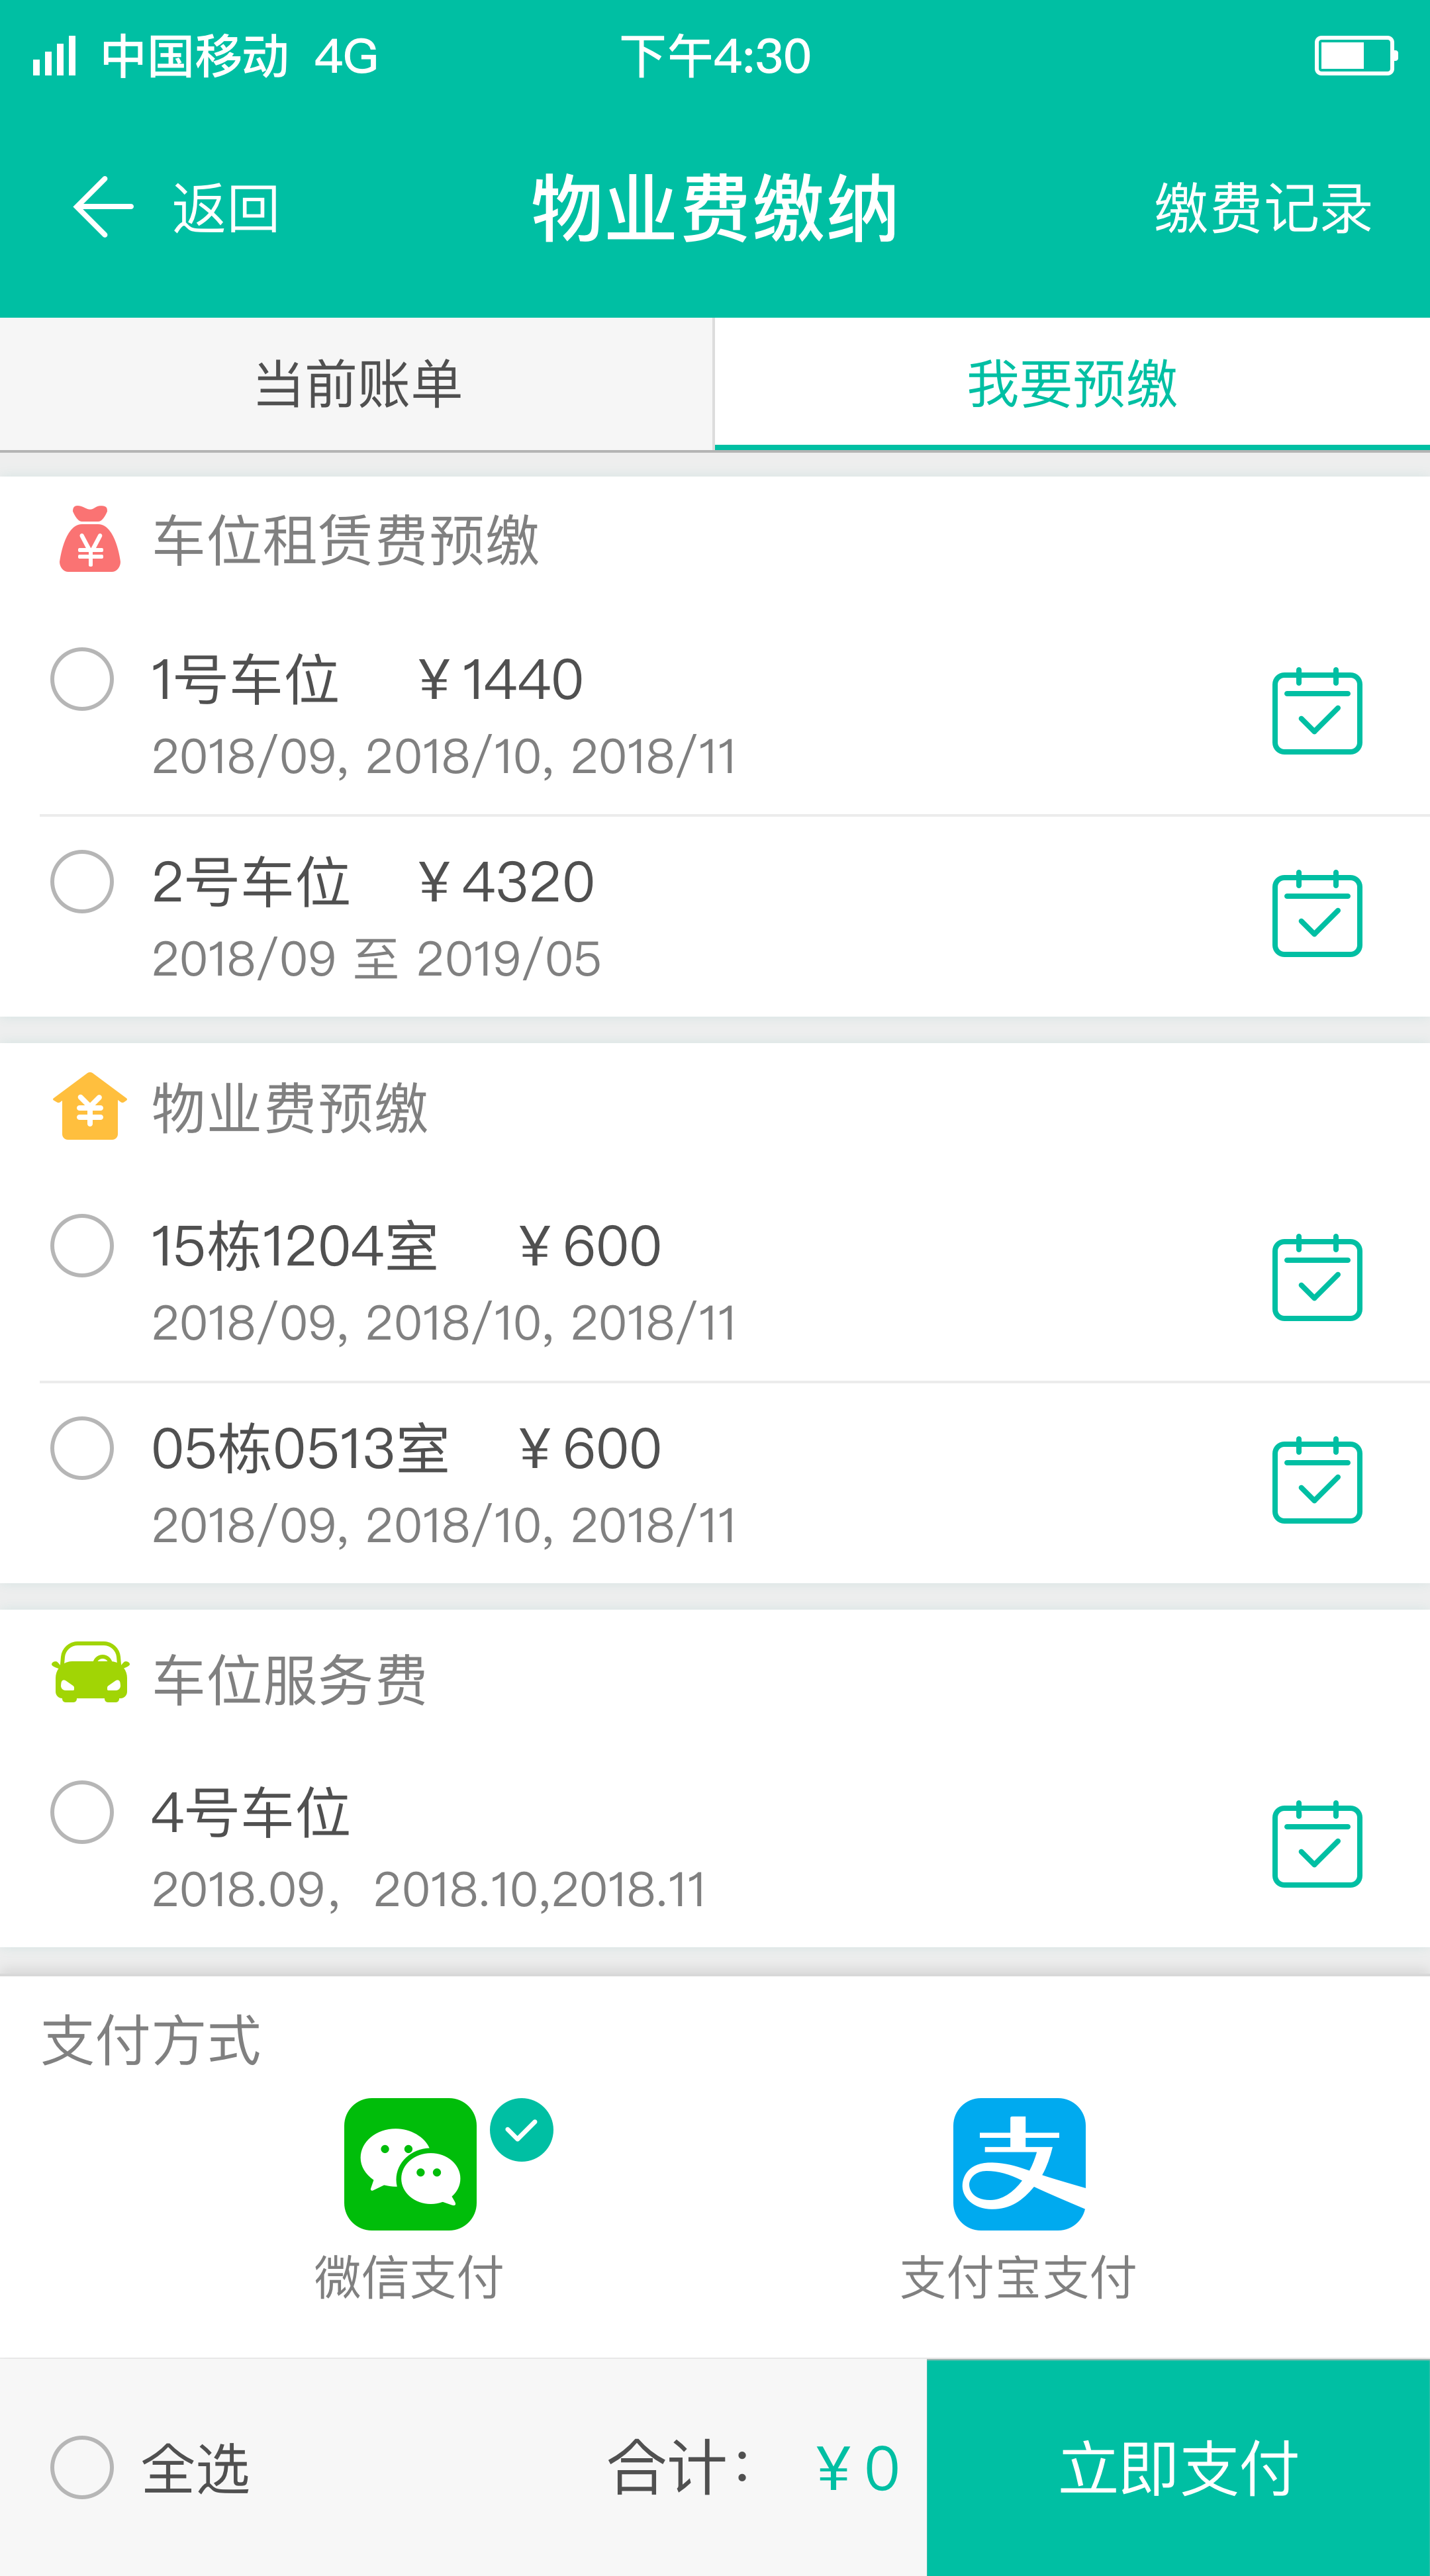 中国移动 4G 下午4:30
返回 物业费缴纳 缴费记录
当前账单 我要预缴
车位租赁费预缴
1号车位 ¥1440
2018/09, 2018/10, 2018/11
2号车位 ¥4320
2018/09 至 2019/05
物业费预缴
15栋1204室 ¥600
2018/09, 2018/10, 2018/11
05栋0513室 ¥600
2018/09, 2018/10, 2018/11
车位服务费
4号车位
2018.09，2018.10,2018.11
支付方式
微信支付 支付宝支付
全选 合计： ¥0 立即支付